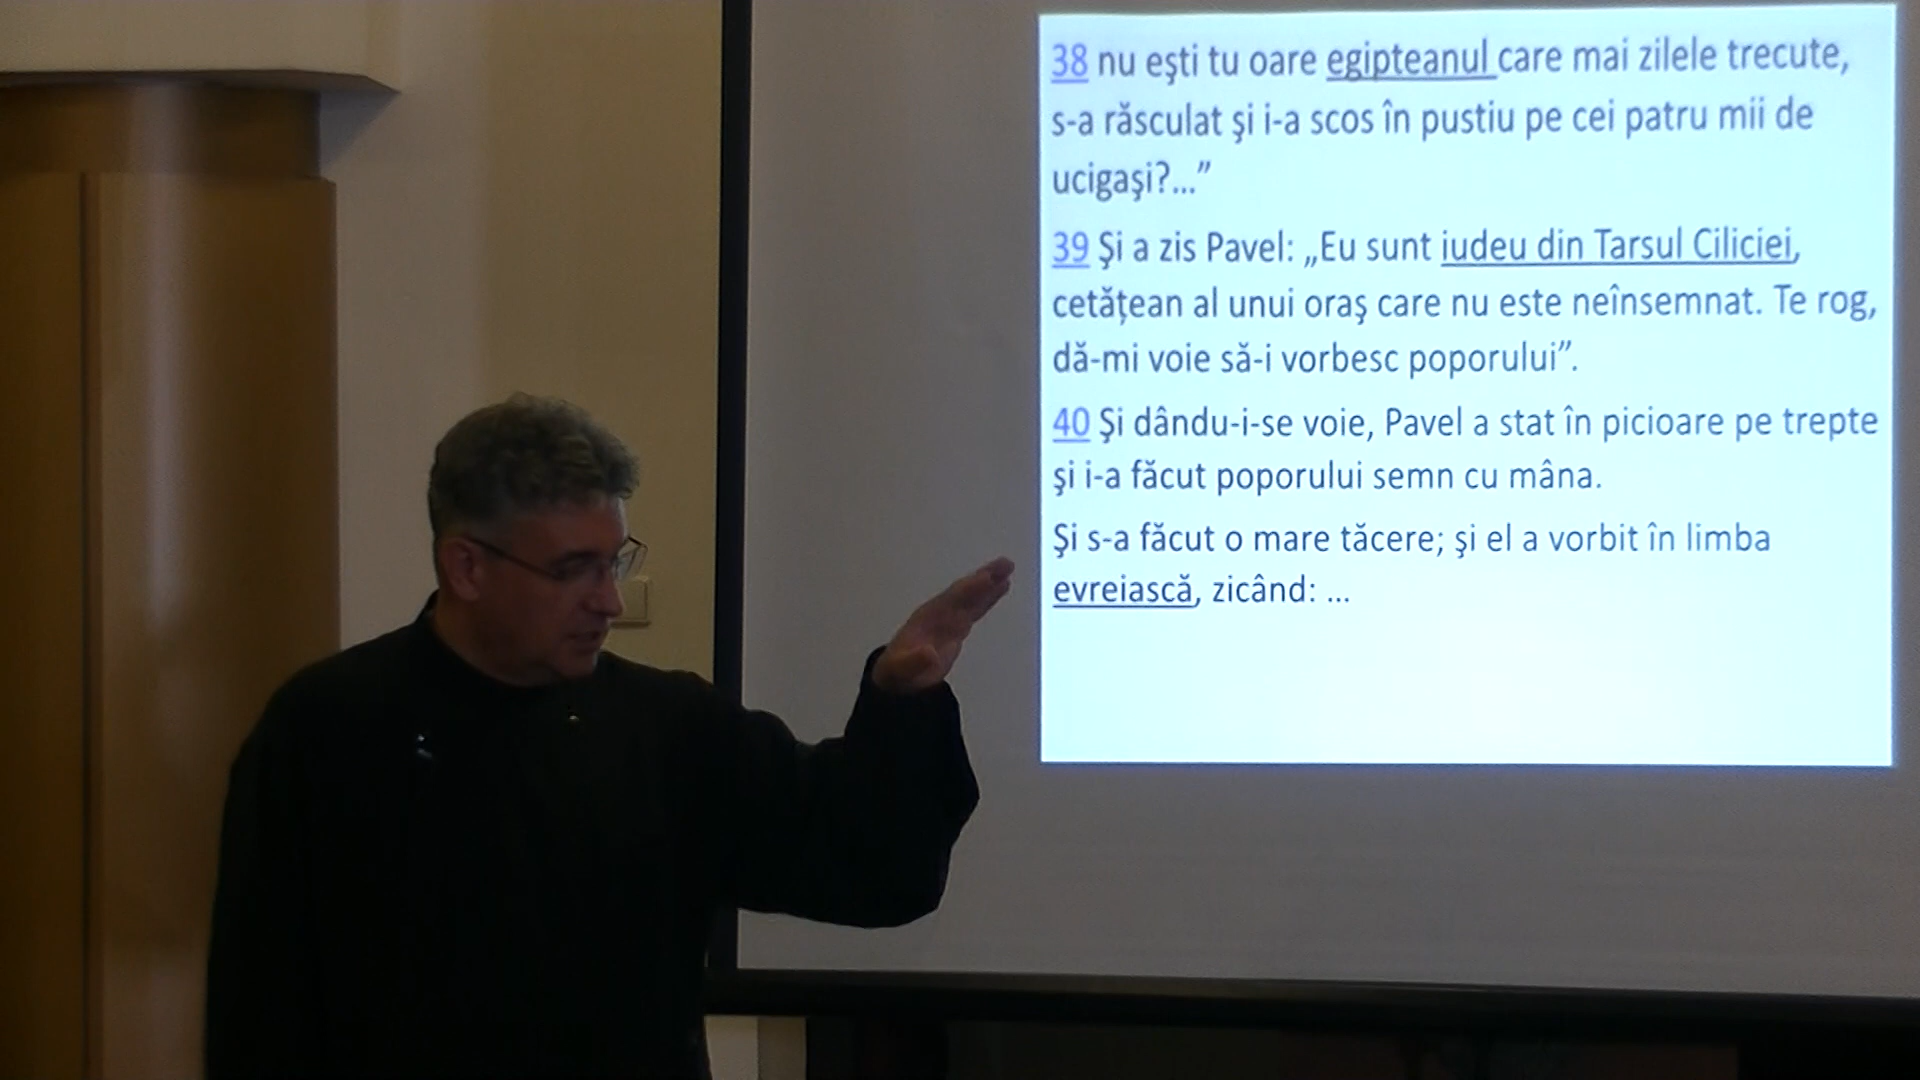 38 nu eşti tu oare egipteanul care mai zilele trecute,
s-a răsculat şi i-a scos în pustiu pe cei patru mii de
ucigaşi?...”
39 Şi a zis Pavel: „Eu sunt iudeu din Tarsul Ciliciei,
cetăţean al unui oraş care nu este neînsemnat. Te rog,
dă-mi voie să-i vorbesc poporului”.
40 Şi dându-i-se voie, Pavel a stat în picioare pe trepte
şi i-a făcut poporului semn cu mâna.
Şi s-a făcut o mare tăcere; şi el a vorbit în limba
evreiască, zicând: ...